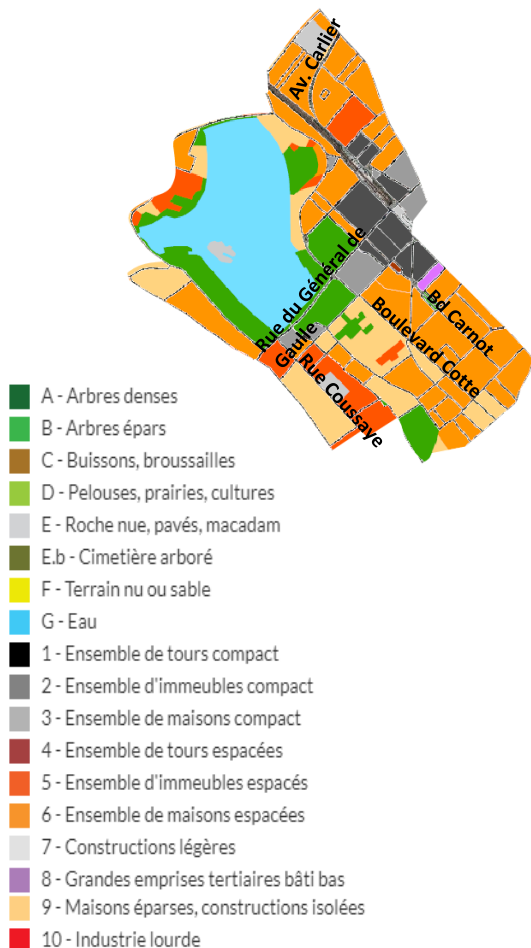 Av. Carlier
Rue du Général de
Gaulle
Bd Carnot
Boulevard Cotte
Rue Coussaye
A - Arbres denses
B - Arbres épars
C - Buissons, broussailles
D - Pelouses, prairies, cultures
E - Roche nue, pavés, macadam
E.b - Cimetière arboré
F - Terrain nu ou sable
G - Eau
1 - Ensemble de tours compact
2 - Ensemble d'immeubles compact
3 - Ensemble de maisons compact
4 - Ensemble de tours espacées
5 - Ensemble d'immeubles espacés
6 - Ensemble de maisons espacées
7 - Constructions légères
8 - Grandes emprises tertiaires bâti bas
9 - Maisons éparses, constructions isolées
10 - Industrie lourde